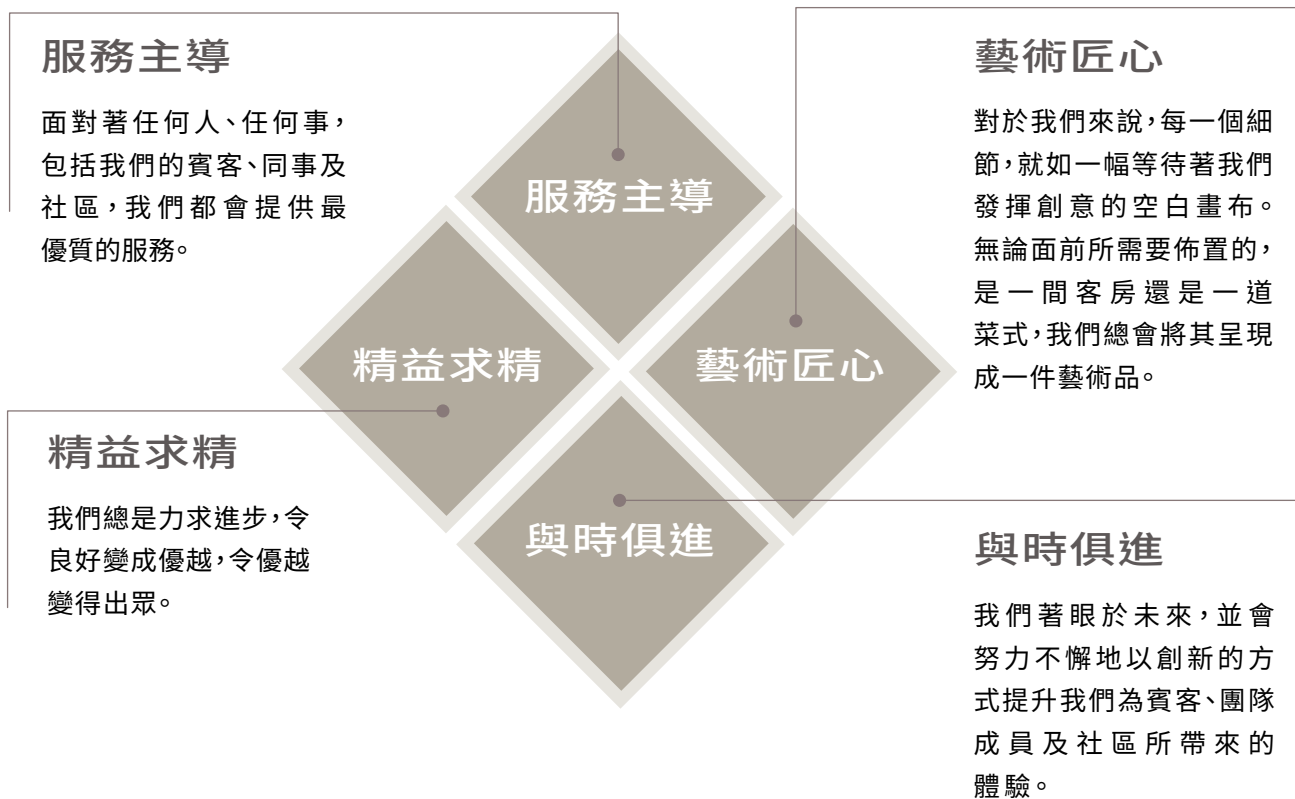 服務主導
面對著任何人、任何事，
包括我們的賓客、同事及
社區，我們都會提供最
優質的服務。
藝術匠心
對於我們來說，每一個細
節，就如一幅等待著我們
發揮創意的空白畫布。
無論面前所需要佈置的，
是一間客房還是一道
菜式，我們總會將其呈現
成一件藝術品。
服務主導
精益求精
藝術匠心
與時俱進
精益求精
我們總是力求進步，令
良好變成優越，令優越
變得出眾。
與時俱進
我們著眼於未來，並會
努力不懈地以創新的方
式提升我們為賓客、團隊
成員及社區所帶來的
體驗。